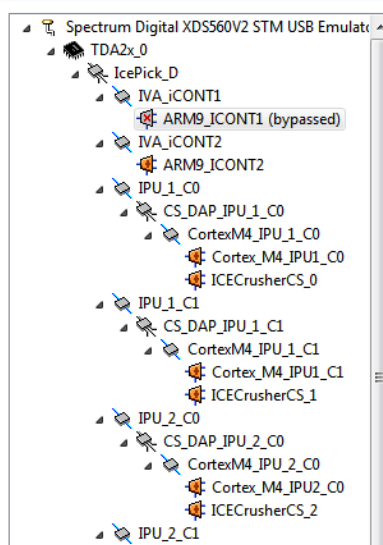 Spectrum Digital XDS560V2 STM USB Emulato
TDA2x_0
IcePick_D
IVA_iCONT1
ARM9_ICONT1 (bypassed)
IVA_iCONT2
ARM9_ICONT2
IPU_1_C0
CS_DAP_IPU_1_C0
CortexM4_IPU_1_C0
Cortex_M4_IPU1_C0
ICECrusherCS_0
IPU_1_C1
CS_DAP_IPU_1_C1
CortexM4_IPU_1_C1
Cortex_M4_IPU1_C1
ICECrusherCS_1
IPU_2_C0
CS_DAP_IPU_2_C0
CortexM4_IPU_2_C0
Cortex_M4_IPU2_C0
ICECrusherCS_2
IPU_2_C1